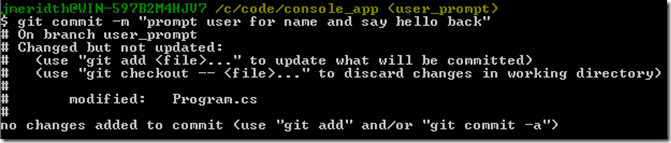 jmeridth@WIN-597B2M4HJV7 /c/code/console_app (user_prompt)
$ git commit -m "prompt user for name and say hello back"
# On branch user_prompt
# Changed but not updated:
#   (use "git add <file>..." to update what will be committed)
#   (use "git checkout -- <file>..." to discard changes in working directory)
#
#       modified:   Program.cs
#
no changes added to commit (use "git add" and/or "git commit -a")